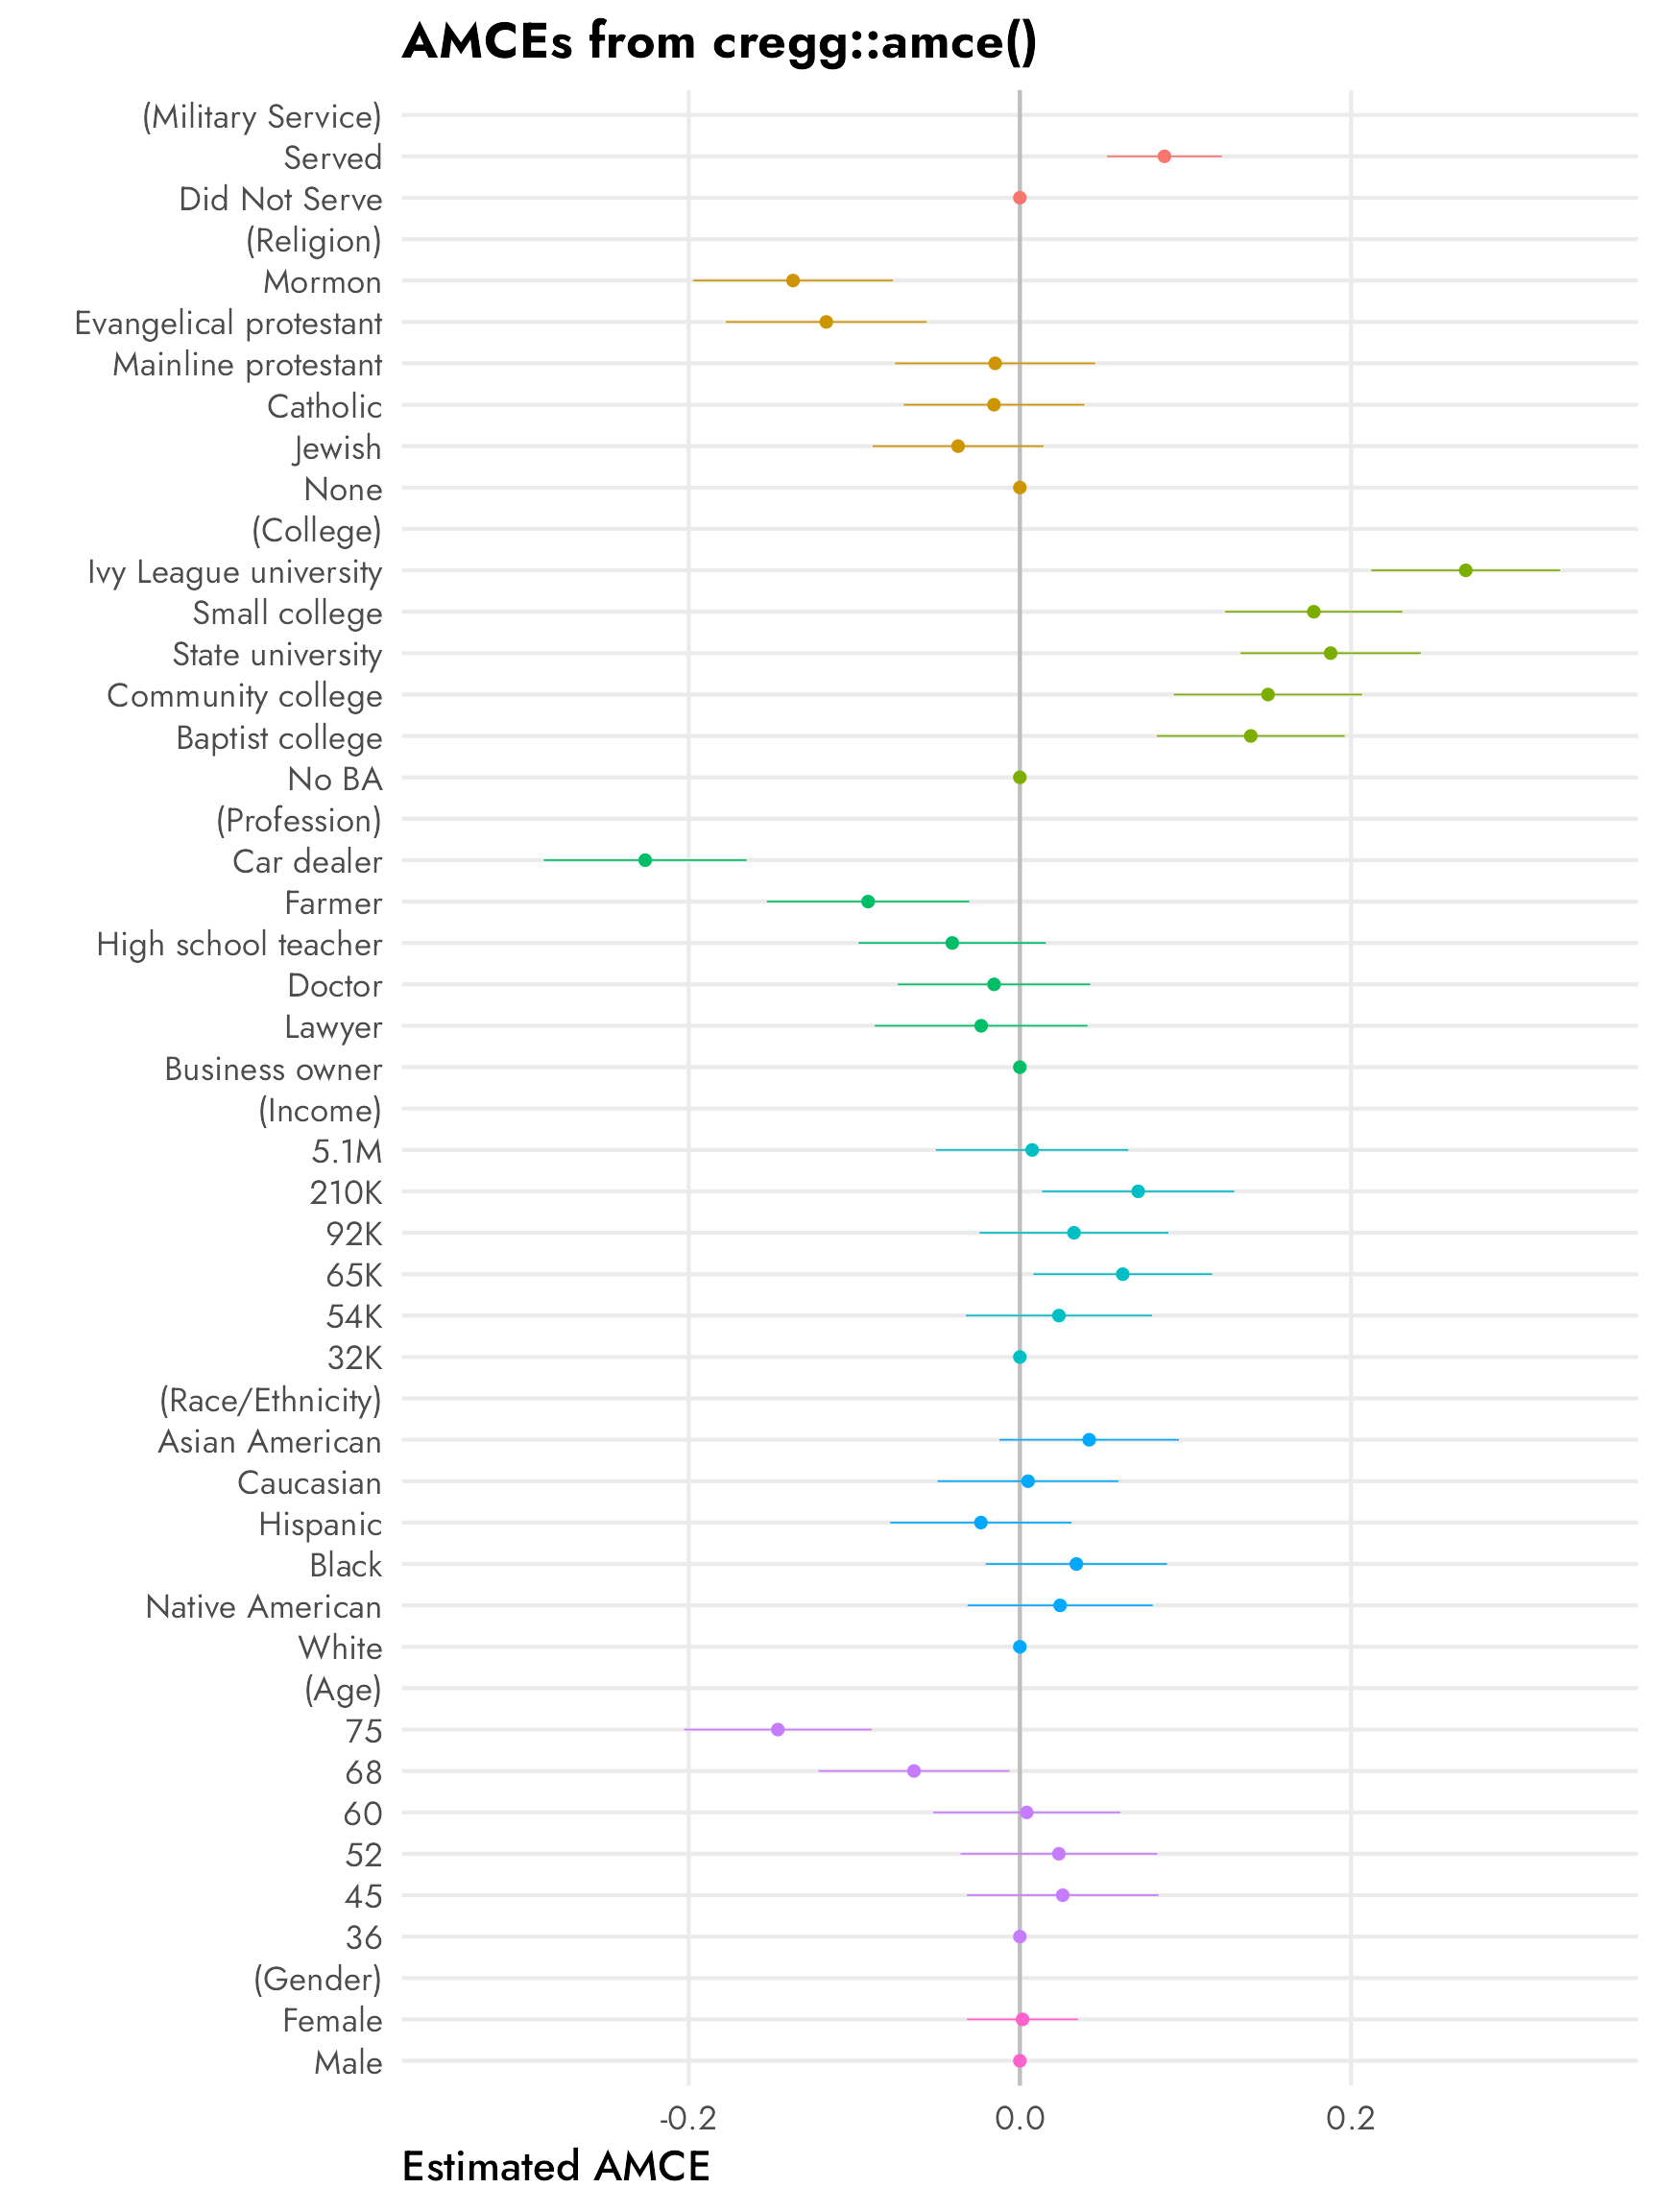 AMCEs from cregg::amce()
(Military Service)
Served
Did Not Serve
(Religion)
Mormon
Evangelical protestant
Mainline protestant
Catholic
Jewish
None
(College)
Ivy League university
Small college
State university
Community college
Baptist college
No BA
(Profession)
Car dealer
Farmer
High school teacher
Doctor
Lawyer
Business owner
(Income)
5.1M
210K
92K
65K
54K
32K
(Race/Ethnicity)
Asian American
Caucasian
Hispanic
Black
Native American
White
(Age)
75
68
60
52
45
36
(Gender)
Female
Male
-0.2 0.0 0.2
Estimated AMCE